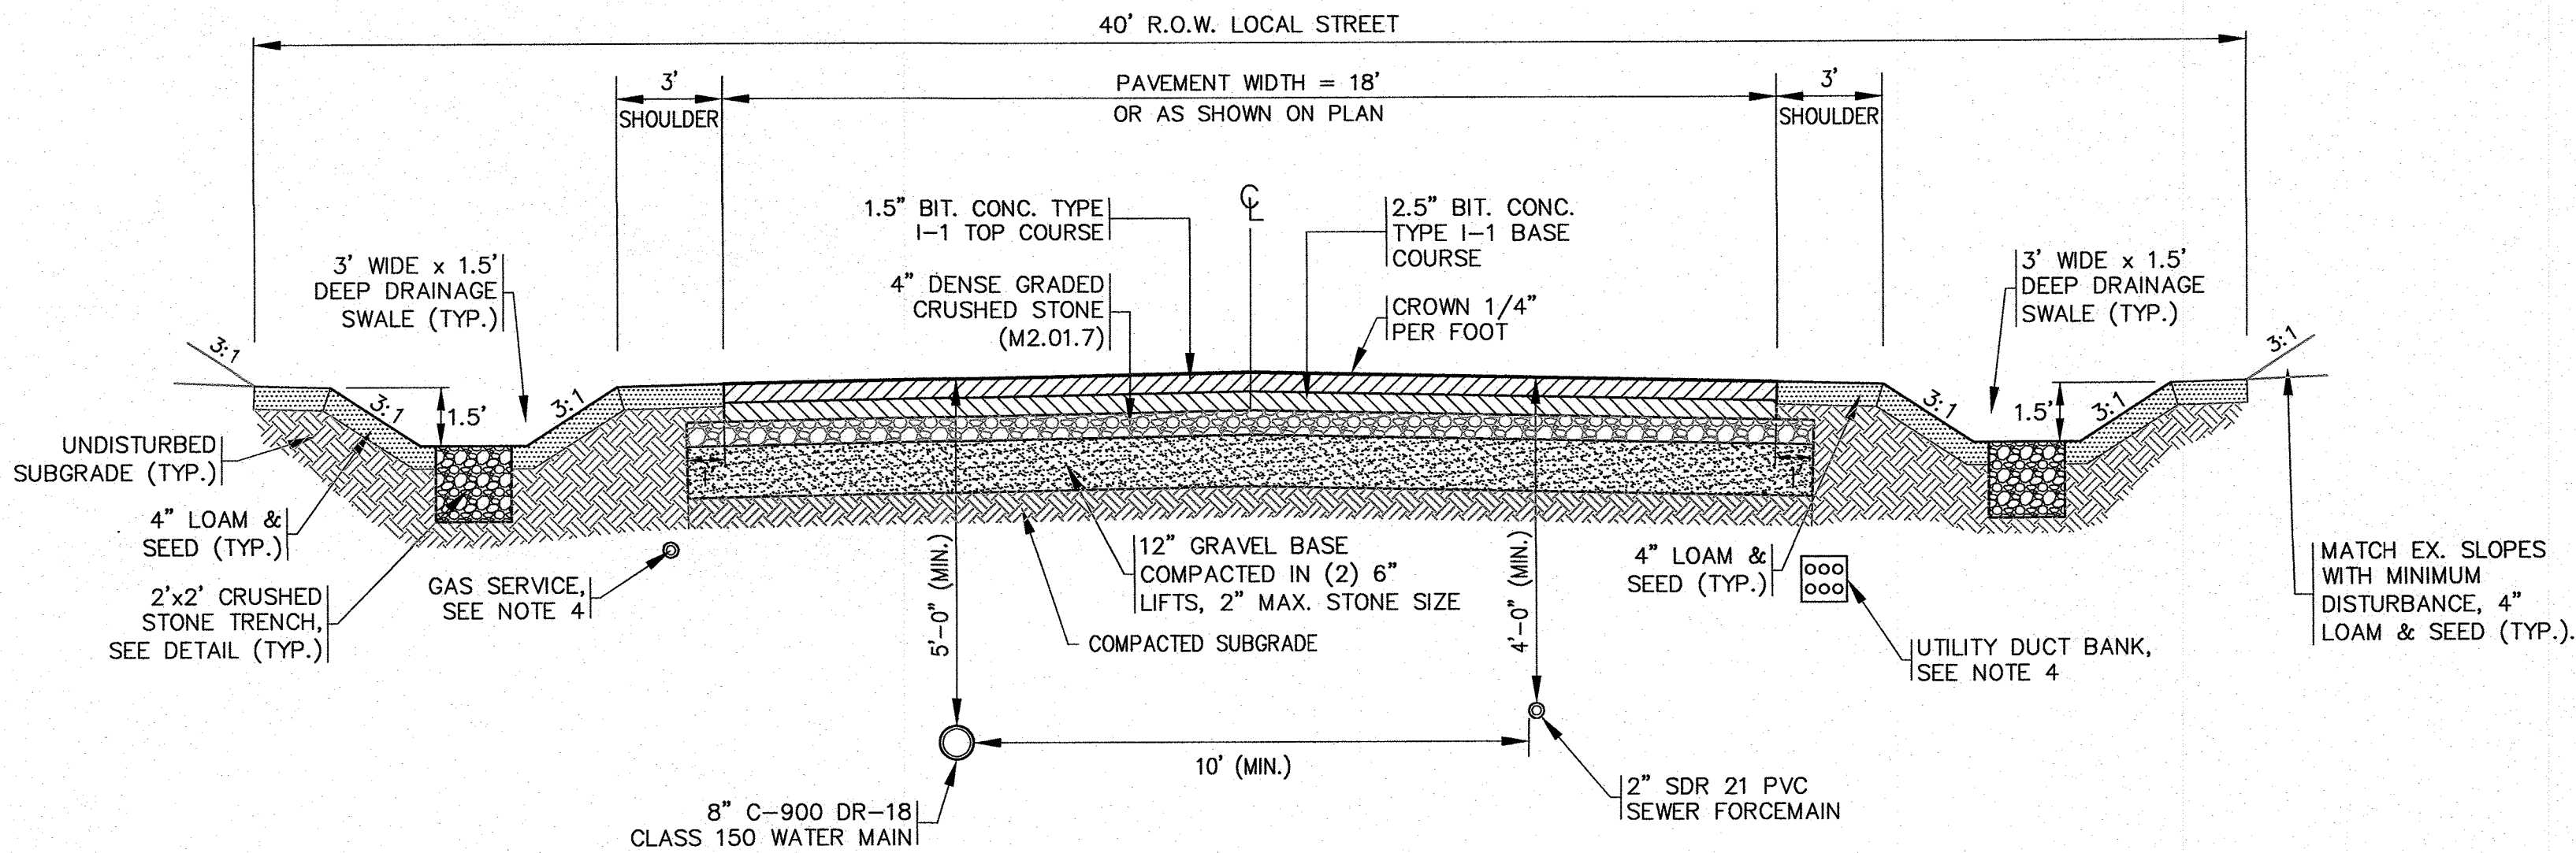 40' R.O.W. LOCAL STREET
3'
SHOULDER
PAVEMENT WIDTH = 18'
OR AS SHOWN ON PLAN
3'
SHOULDER
1.5" BIT. CONC. TYPE
I-1 TOP COURSE
℄
2.5" BIT. CONC.
TYPE I-1 BASE
COURSE
3' WIDE x 1.5'
DEEP DRAINAGE
SWALE (TYP.)
4" DENSE GRADED
CRUSHED STONE
(M2.01.7)
CROWN 1/4"
PER FOOT
3' WIDE x 1.5'
DEEP DRAINAGE
SWALE (TYP.)
3:1
3:1
1.5'
3:1
3:1
1.5'
3:1
3:1
UNDISTURBED
SUBGRADE (TYP.)
1'
1'
4" LOAM &
SEED (TYP.)
2'x2' CRUSHED
STONE TRENCH,
SEE DETAIL (TYP.)
GAS SERVICE,
SEE NOTE 4
5'-0" (MIN.)
12" GRAVEL BASE
COMPACTED IN (2) 6"
LIFTS, 2" MAX. STONE SIZE
COMPACTED SUBGRADE
4'-0" (MIN.)
4" LOAM &
SEED (TYP.)
UTILITY DUCT BANK,
SEE NOTE 4
MATCH EX. SLOPES
WITH MINIMUM
DISTURBANCE, 4"
LOAM & SEED (TYP.).
10' (MIN.)
8" C-900 DR-18
CLASS 150 WATER MAIN
2" SDR 21 PVC
SEWER FORCEMAIN